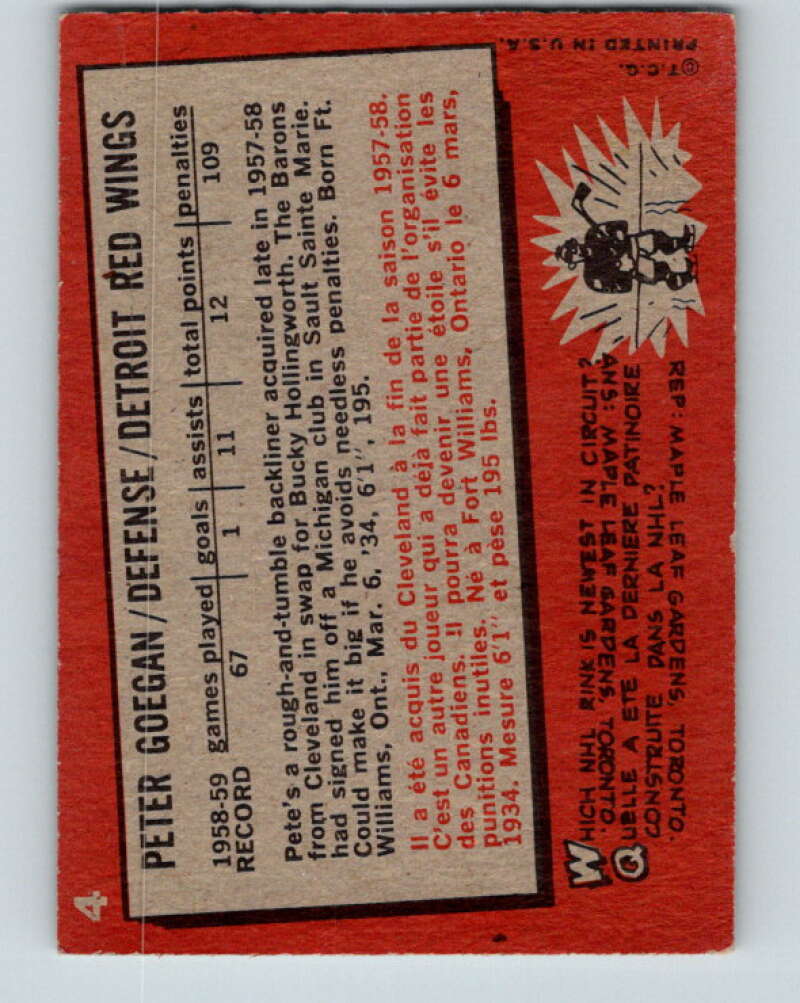 4
PETER GOEGAN/DEFENSE/DETROIT RED WINGS
1958-59 RECORD
games played | goals | assists | total points | penalties
67 1 11 12 109
Pete's a rough-and-tumble backliner acquired late in 1957-58
from Cleveland in swap for Bucky Hollingworth. The Barons
had signed him off a Michigan club in Sault Sainte Marie.
Could make it big if he avoids needless penalties. Born Ft.
Williams, Ont., Mar. 6, '34, 6'1", 195.
Il a été acquis du Cleveland à la fin de la saison 1957-58.
C'est un autre joueur qui a déjà fait partie de l'organisation
des Canadiens. Il pourra devenir une étoile s'il évite les
punitions inutiles. Né à Fort Williams, Ontario le 6 mars,
1934. Mesure 6'1" et pèse 195 lbs.
WHICH NHL RINK IS NEWEST IN CIRCUIT?
ANS: MAPLE LEAF GARDENS, TORONTO.
QUELLE A ETE LA DERNIÈRE PATINOIRE
CONSTRUITE DANS LA NHL?
REP: MAPLE LEAF GARDENS, TORONTO.
© T.C.G.
PRINTED IN U.S.A.